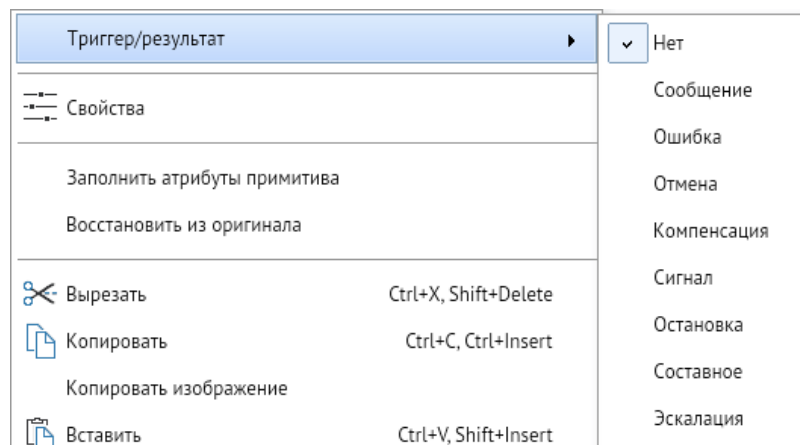 Триггер/результат
Свойства
Заполнить атрибуты примитива
Восстановить из оригинала
Вырезать Ctrl+X, Shift+Delete
Копировать Ctrl+C, Ctrl+Insert
Копировать изображение
Вставить Ctrl+V, Shift+Insert
Нет
Сообщение
Ошибка
Отмена
Компенсация
Сигнал
Остановка
Составное
Эскалация